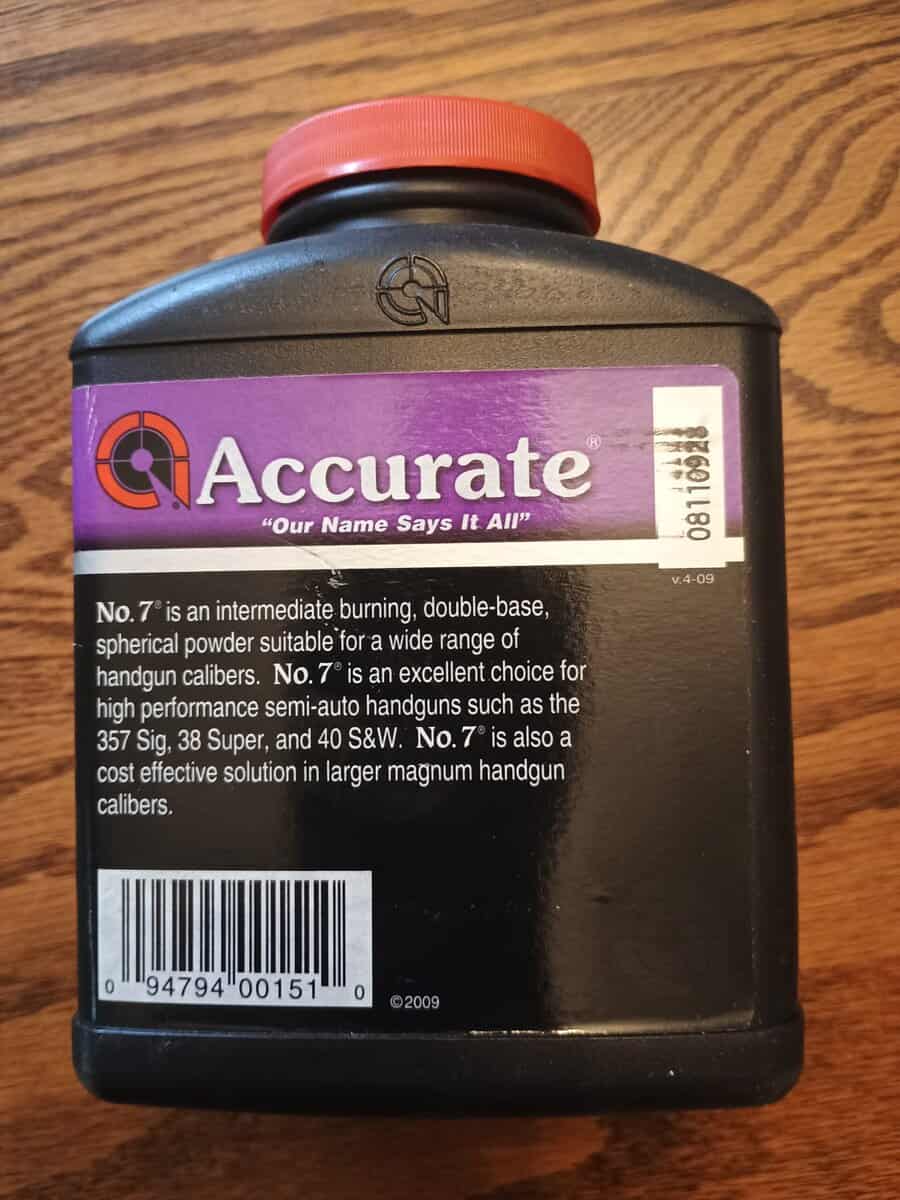 Accurate®
"Our Name Says It All"
08110928
v.4-09
No. 7® is an intermediate burning, double-base,
spherical powder suitable for a wide range of
handgun calibers. No. 7® is an excellent choice for
high performance semi-auto handguns such as the
357 Sig, 38 Super, and 40 S&W. No. 7® is also a
cost effective solution in larger magnum handgun
calibers.
0 94794 00151 0
©2009